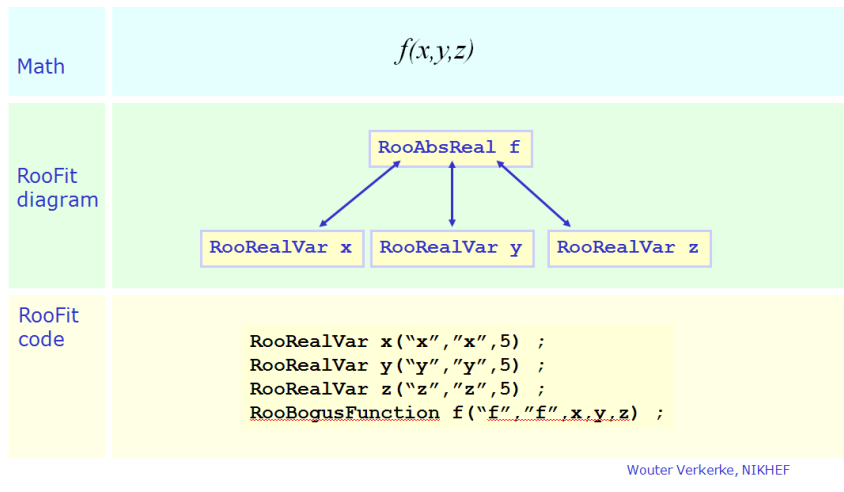 Math
f(x,y,z)
RooFit
diagram
RooAbsReal f
RooRealVar x
RooRealVar y
RooRealVar z
RooFit
code
RooRealVar x(“x”,”x”,5) ;
RooRealVar y(“y”,”y”,5) ;
RooRealVar z(“z”,”z”,5) ;
RooBogusFunction f(“f”,”f”,x,y,z) ;
Wouter Verkerke, NIKHEF